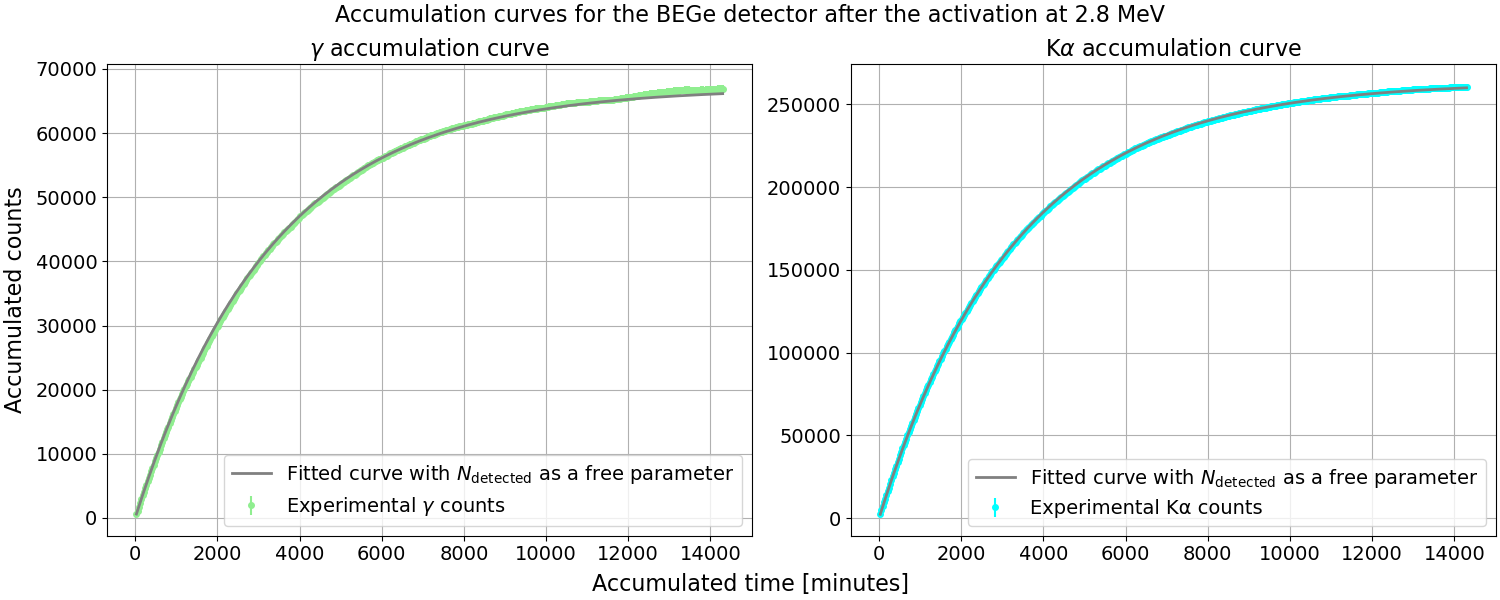 Accumulation curves for the BEGe detector after the activation at 2.8 MeV
γ accumulation curve
Kα accumulation curve
Accumulated counts
70000
60000
50000
40000
30000
20000
10000
0
250000
200000
150000
100000
50000
0
Fitted curve with N_detected as a free parameter
Experimental γ counts
Fitted curve with N_detected as a free parameter
Experimental Kα counts
0 2000 4000 6000 8000 10000 12000 14000
0 2000 4000 6000 8000 10000 12000 14000
Accumulated time [minutes]